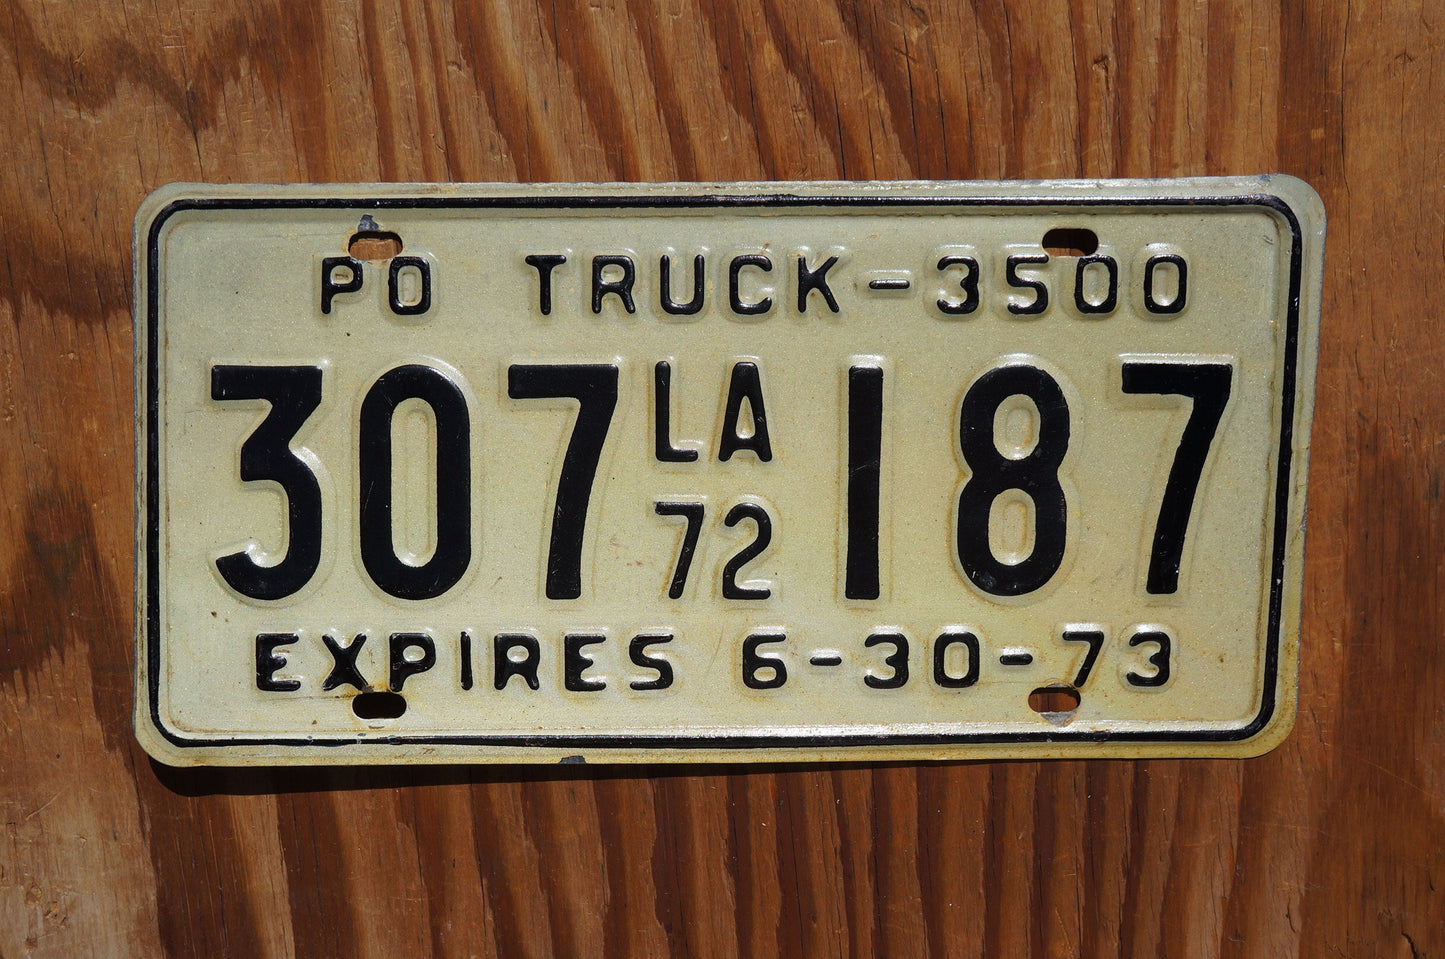 PO TRUCK-3500
307 LA 72 187
EXPIRES 6-30-73